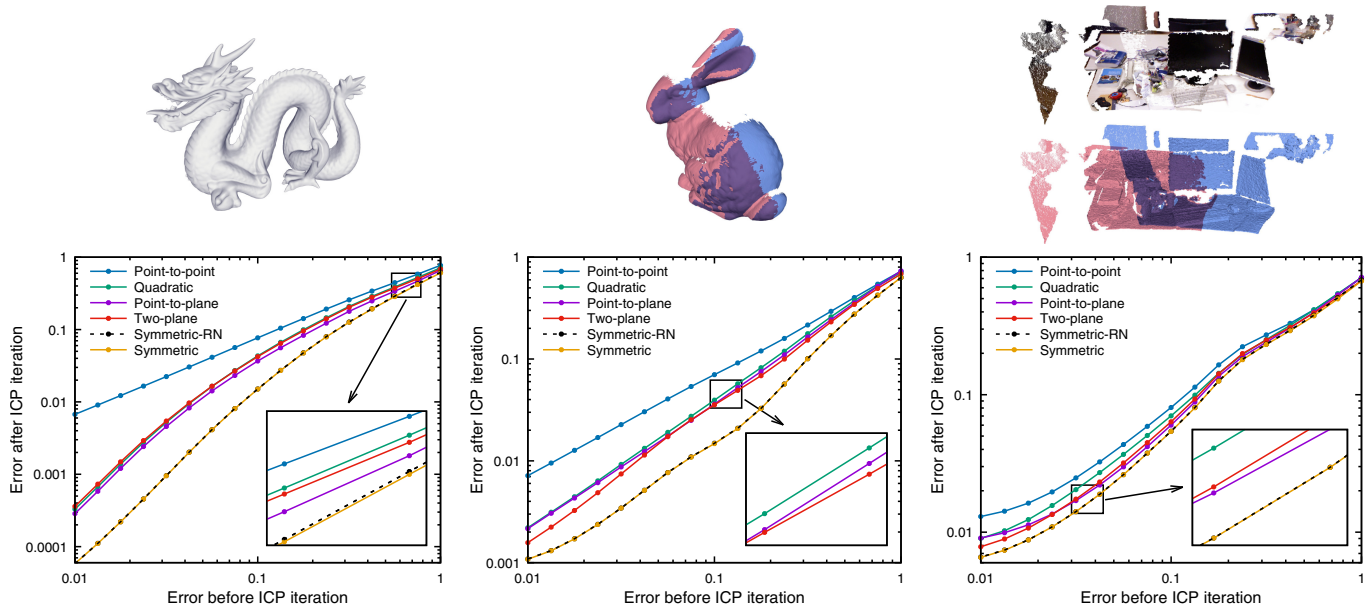 1
0.1
0.01
0.001
0.0001
Error after ICP iteration
Point-to-point
Quadratic
Point-to-plane
Two-plane
Symmetric-RN
Symmetric
0.01 0.1 1
Error before ICP iteration
1
0.1
0.01
0.001
Error after ICP iteration
Point-to-point
Quadratic
Point-to-plane
Two-plane
Symmetric-RN
Symmetric
0.01 0.1 1
Error before ICP iteration
1
0.1
0.01
Error after ICP iteration
Point-to-point
Quadratic
Point-to-plane
Two-plane
Symmetric-RN
Symmetric
0.01 0.1 1
Error before ICP iteration